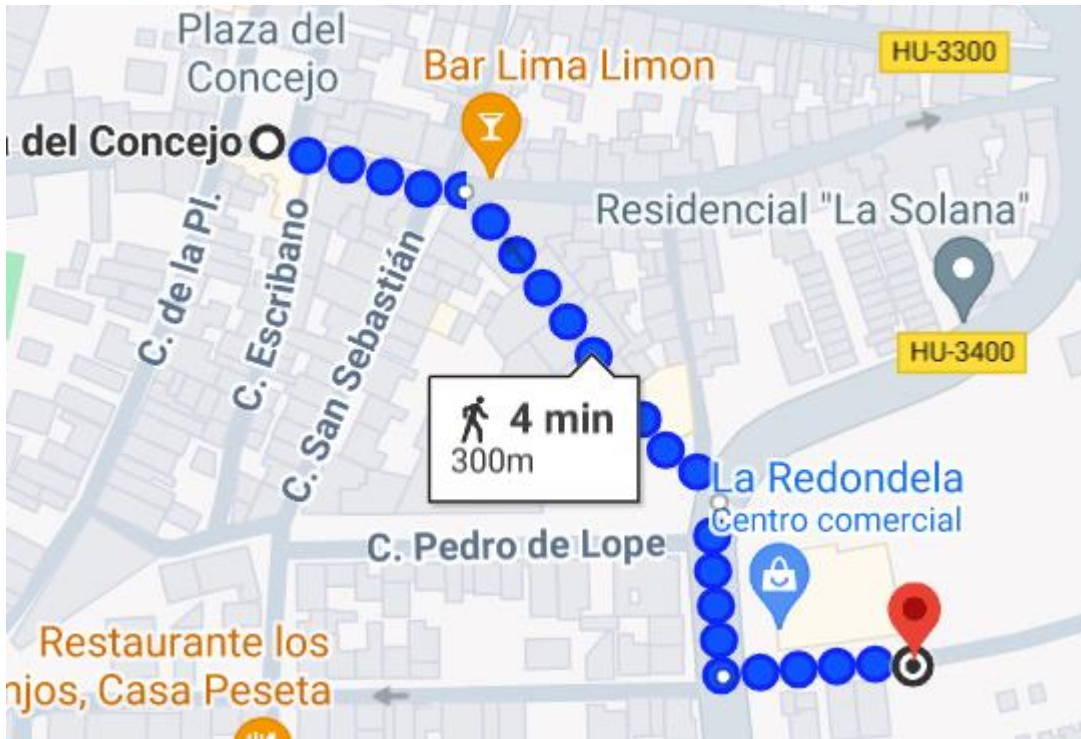 Plaza del
Concejo
Bar Lima Limon
HU-3300
a del Concejo
Residencial "La Solana"
C. de la Pl.
C. Escribano
C. San Sebastián
HU-3400
4 min
300m
La Redondela
Centro comercial
C. Pedro de Lope
Restaurante los
njos, Casa Peseta